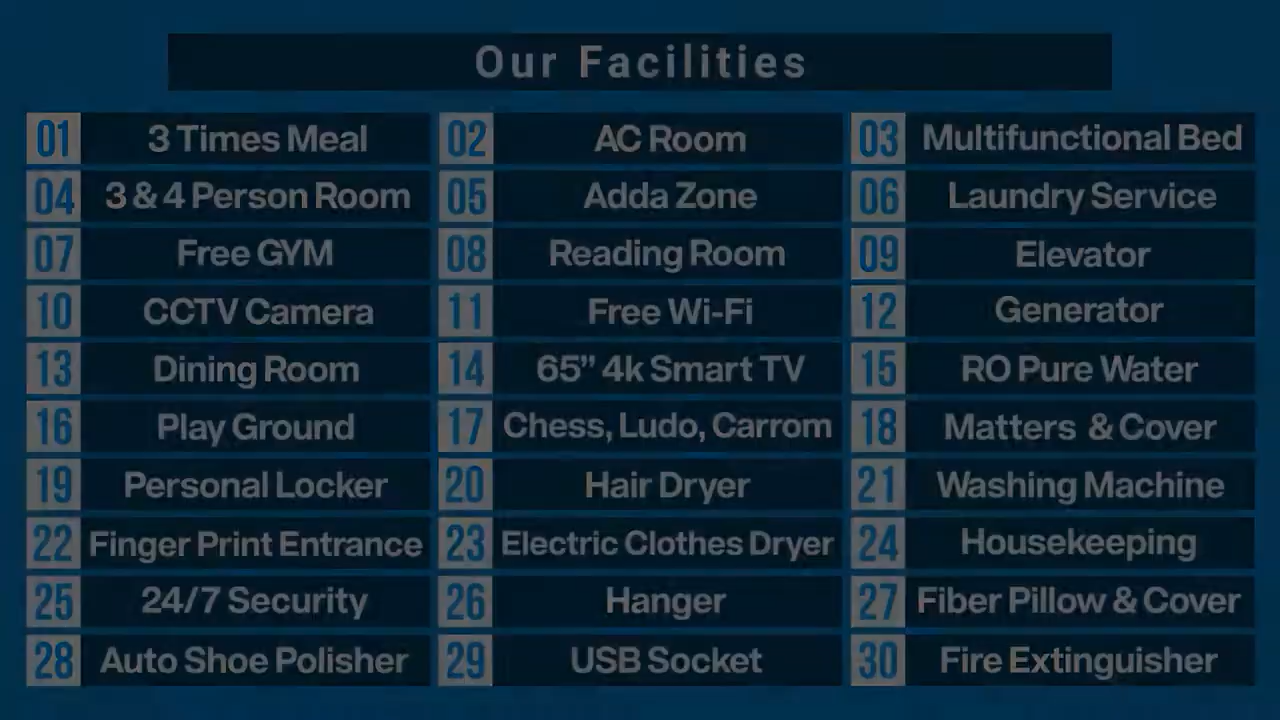 Our Facilities
01 3 Times Meal 02 AC Room 03 Multifunctional Bed
04 3 & 4 Person Room 05 Adda Zone 06 Laundry Service
07 Free GYM 08 Reading Room 09 Elevator
10 CCTV Camera 11 Free Wi-Fi 12 Generator
13 Dining Room 14 65” 4k Smart TV 15 RO Pure Water
16 Play Ground 17 Chess, Ludo, Carrom 18 Matters & Cover
19 Personal Locker 20 Hair Dryer 21 Washing Machine
22 Finger Print Entrance 23 Electric Clothes Dryer 24 Housekeeping
25 24/7 Security 26 Hanger 27 Fiber Pillow & Cover
28 Auto Shoe Polisher 29 USB Socket 30 Fire Extinguisher